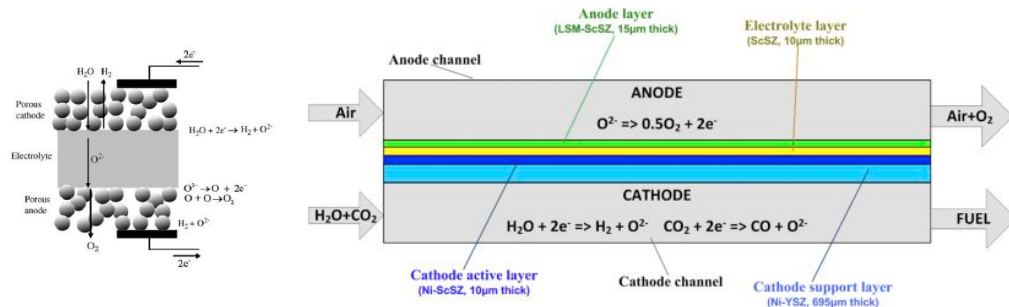 2e⁻
H₂O
H₂
Porous
cathode
H₂O + 2e⁻ → H₂ + O²⁻
Electrolyte
O²⁻
O²⁻ → O + 2e⁻
O + O → O₂
Porous
anode
H₂ + O²⁻
O₂
2e⁻
Anode layer
(LSM-ScSZ, 15µm thick)
Electrolyte layer
(ScSZ, 10µm thick)
Anode channel
ANODE
Air
O²⁻ => 0.5O₂ + 2e⁻
Air+O₂
CATHODE
H₂O+CO₂
H₂O + 2e⁻ => H₂ + O²⁻ CO₂ + 2e⁻ => CO + O²⁻
FUEL
Cathode active layer
(Ni-ScSZ, 10µm thick)
Cathode channel
Cathode support layer
(Ni-YSZ, 695µm thick)